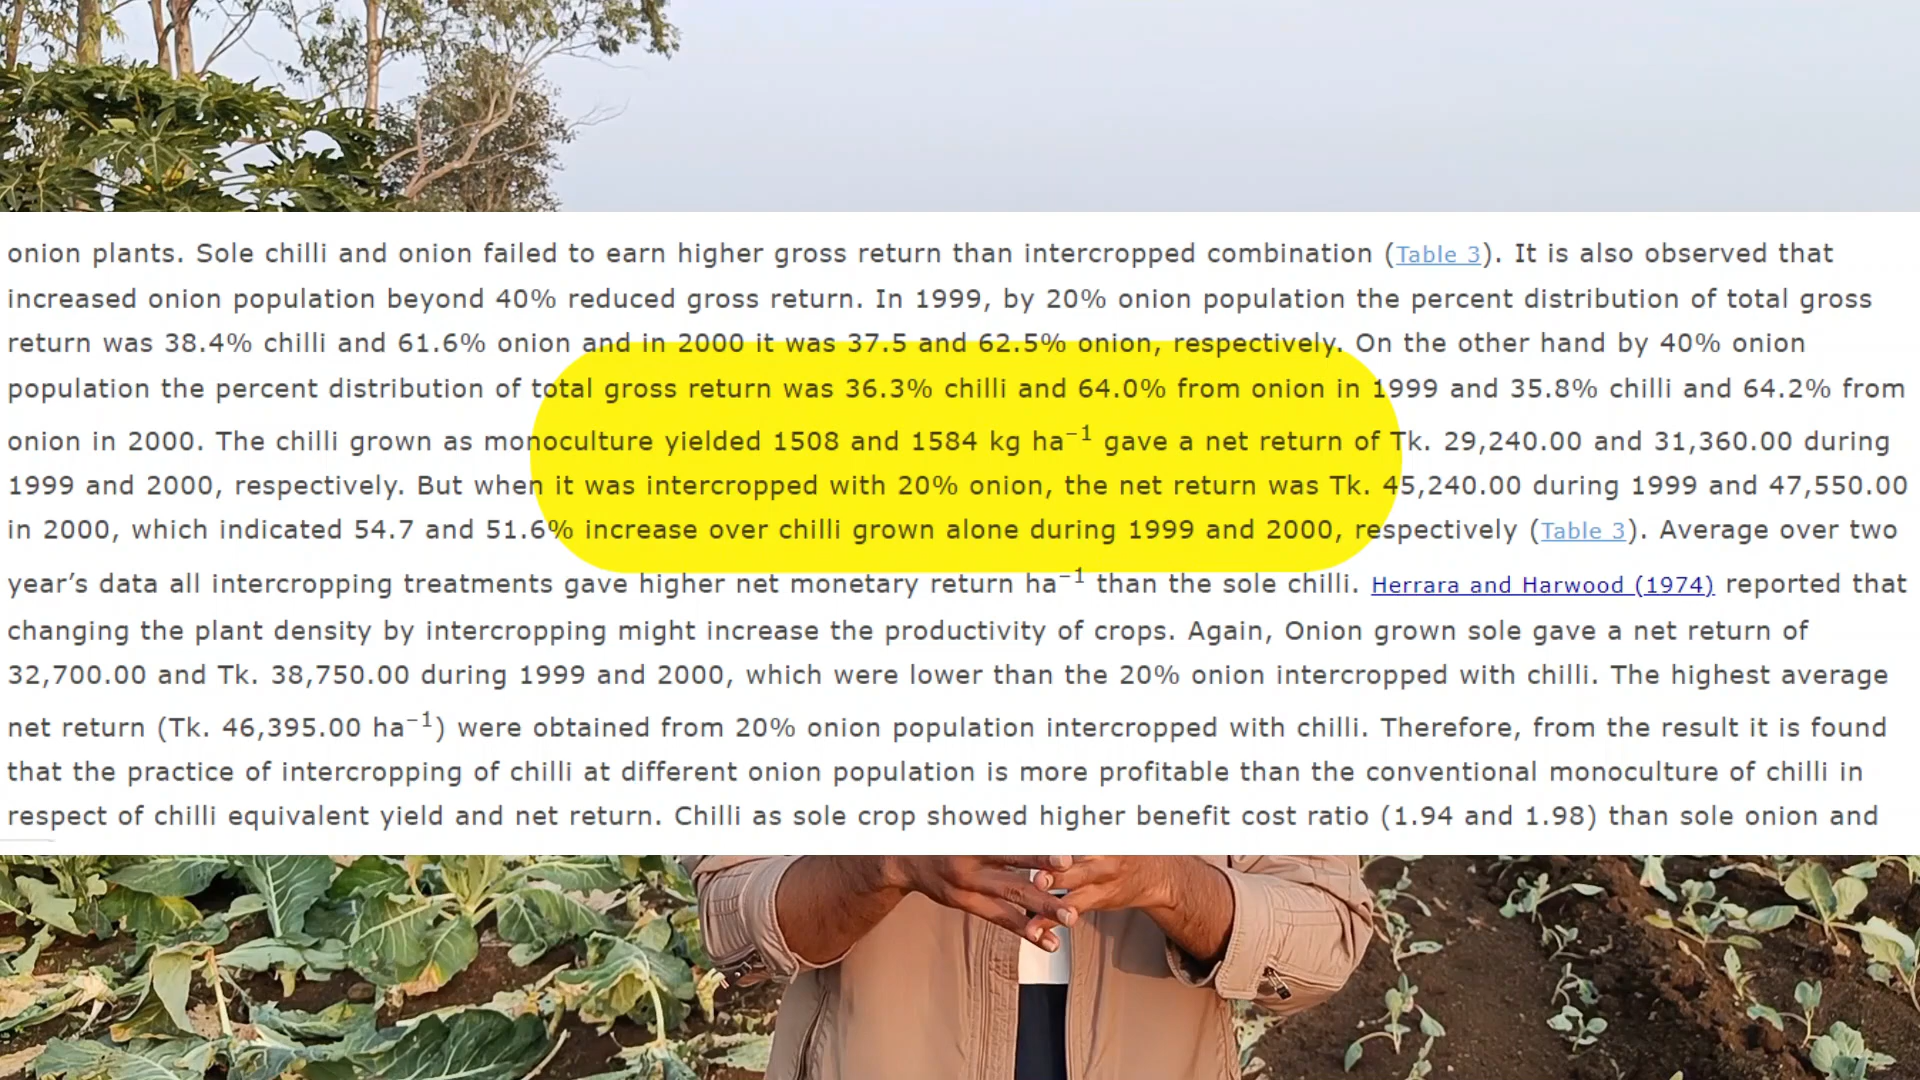 onion plants. Sole chilli and onion failed to earn higher gross return than intercropped combination (Table 3). It is also observed that
increased onion population beyond 40% reduced gross return. In 1999, by 20% onion population the percent distribution of total gross
return was 38.4% chilli and 61.6% onion and in 2000 it was 37.5 and 62.5% onion, respectively. On the other hand by 40% onion
population the percent distribution of total gross return was 36.3% chilli and 64.0% from onion in 1999 and 35.8% chilli and 64.2% from
onion in 2000. The chilli grown as monoculture yielded 1508 and 1584 kg ha⁻¹ gave a net return of Tk. 29,240.00 and 31,360.00 during
1999 and 2000, respectively. But when it was intercropped with 20% onion, the net return was Tk. 45,240.00 during 1999 and 47,550.00
in 2000, which indicated 54.7 and 51.6% increase over chilli grown alone during 1999 and 2000, respectively (Table 3). Average over two
year's data all intercropping treatments gave higher net monetary return ha⁻¹ than the sole chilli. Herrara and Harwood (1974) reported that
changing the plant density by intercropping might increase the productivity of crops. Again, Onion grown sole gave a net return of
32,700.00 and Tk. 38,750.00 during 1999 and 2000, which were lower than the 20% onion intercropped with chilli. The highest average
net return (Tk. 46,395.00 ha⁻¹) were obtained from 20% onion population intercropped with chilli. Therefore, from the result it is found
that the practice of intercropping of chilli at different onion population is more profitable than the conventional monoculture of chilli in
respect of chilli equivalent yield and net return. Chilli as sole crop showed higher benefit cost ratio (1.94 and 1.98) than sole onion and